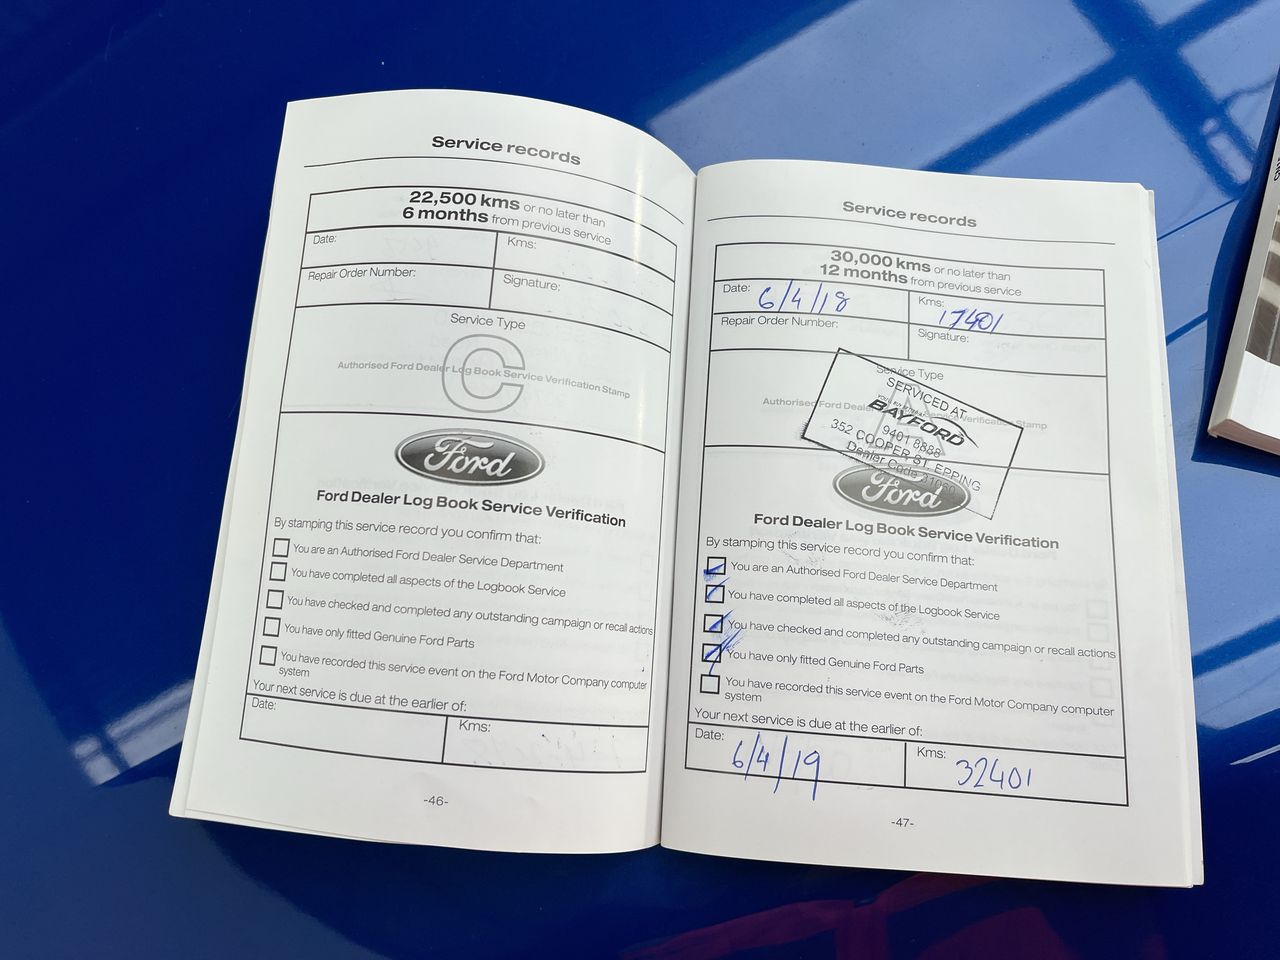 Service records
22,500 kms or no later than
6 months from previous service
Date:
Kms:
Repair Order Number:
Signature:
Service Type
C
Authorised Ford Dealer Log Book Service Verification Stamp
Ford
Ford Dealer Log Book Service Verification
By stamping this service record you confirm that:
You are an Authorised Ford Dealer Service Department
You have completed all aspects of the Logbook Service
You have checked and completed any outstanding campaign or recall actions
You have only fitted Genuine Ford Parts
You have recorded this service event on the Ford Motor Company computer
system
Your next service is due at the earlier of:
Date:
Kms:
-46-
Service records
30,000 kms or no later than
12 months from previous service
Date: 6/4/18
Kms: 17401
Repair Order Number:
Signature:
Service Type
Authorised Ford Dealer Service Verification Stamp
SERVICED AT
BAYFORD
9401 8888
352 COOPER ST. EPPING
Dealer Code 31060
Ford
Ford Dealer Log Book Service Verification
By stamping this service record you confirm that:
You are an Authorised Ford Dealer Service Department
You have completed all aspects of the Logbook Service
You have checked and completed any outstanding campaign or recall actions
You have only fitted Genuine Ford Parts
You have recorded this service event on the Ford Motor Company computer
system
Your next service is due at the earlier of:
Date: 6/4/19
Kms: 32401
-47-